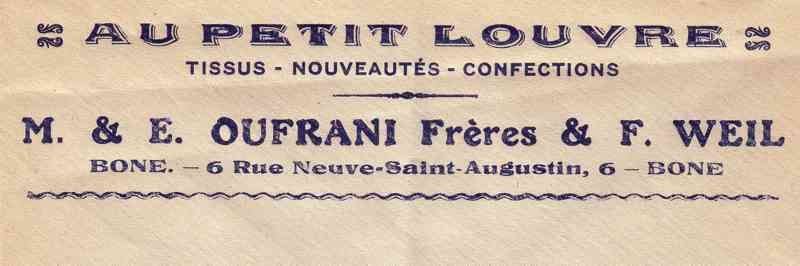 AU PETIT LOUVRE
TISSUS - NOUVEAUTÉS - CONFECTIONS
M. & E. OUFRANI Frères & F. WEIL
BONE. – 6 Rue Neuve-Saint-Augustin, 6 – BONE